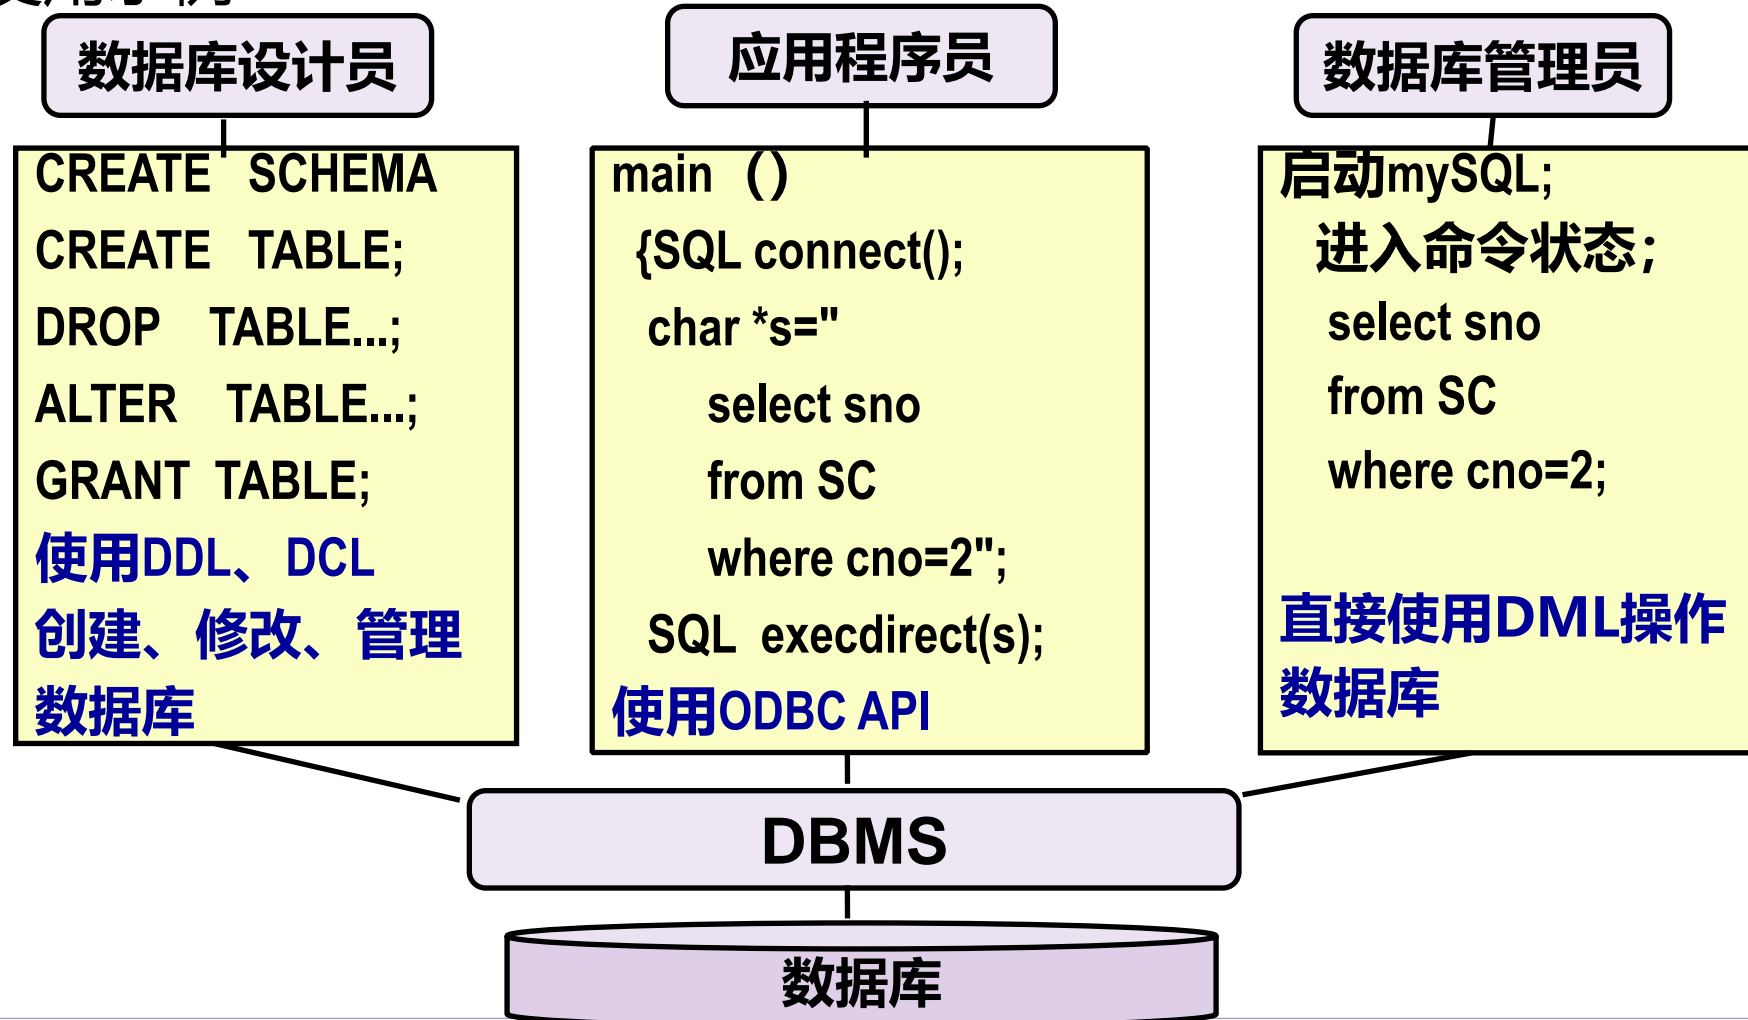 数据库设计员
CREATE SCHEMA
CREATE TABLE;
DROP TABLE...;
ALTER TABLE...;
GRANT TABLE;
使用DDL、DCL
创建、修改、管理
数据库
应用程序员
main （）
{SQL connect();
char *s="
select sno
from SC
where cno=2";
SQL execdirect(s);
使用ODBC API
数据库管理员
启动mySQL;
进入命令状态；
select sno
from SC
where cno=2;
直接使用DML操作
数据库
DBMS
数据库